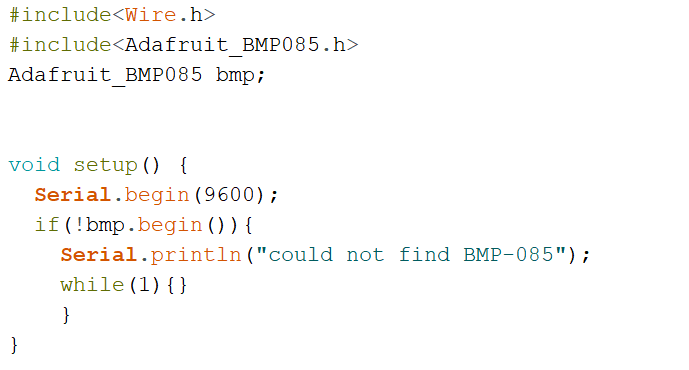 #include<Wire.h>
#include<Adafruit_BMP085.h>
Adafruit_BMP085 bmp;
void setup() {
Serial.begin(9600);
if(!bmp.begin()){
Serial.println("could not find BMP-085");
while(1){}
}
}